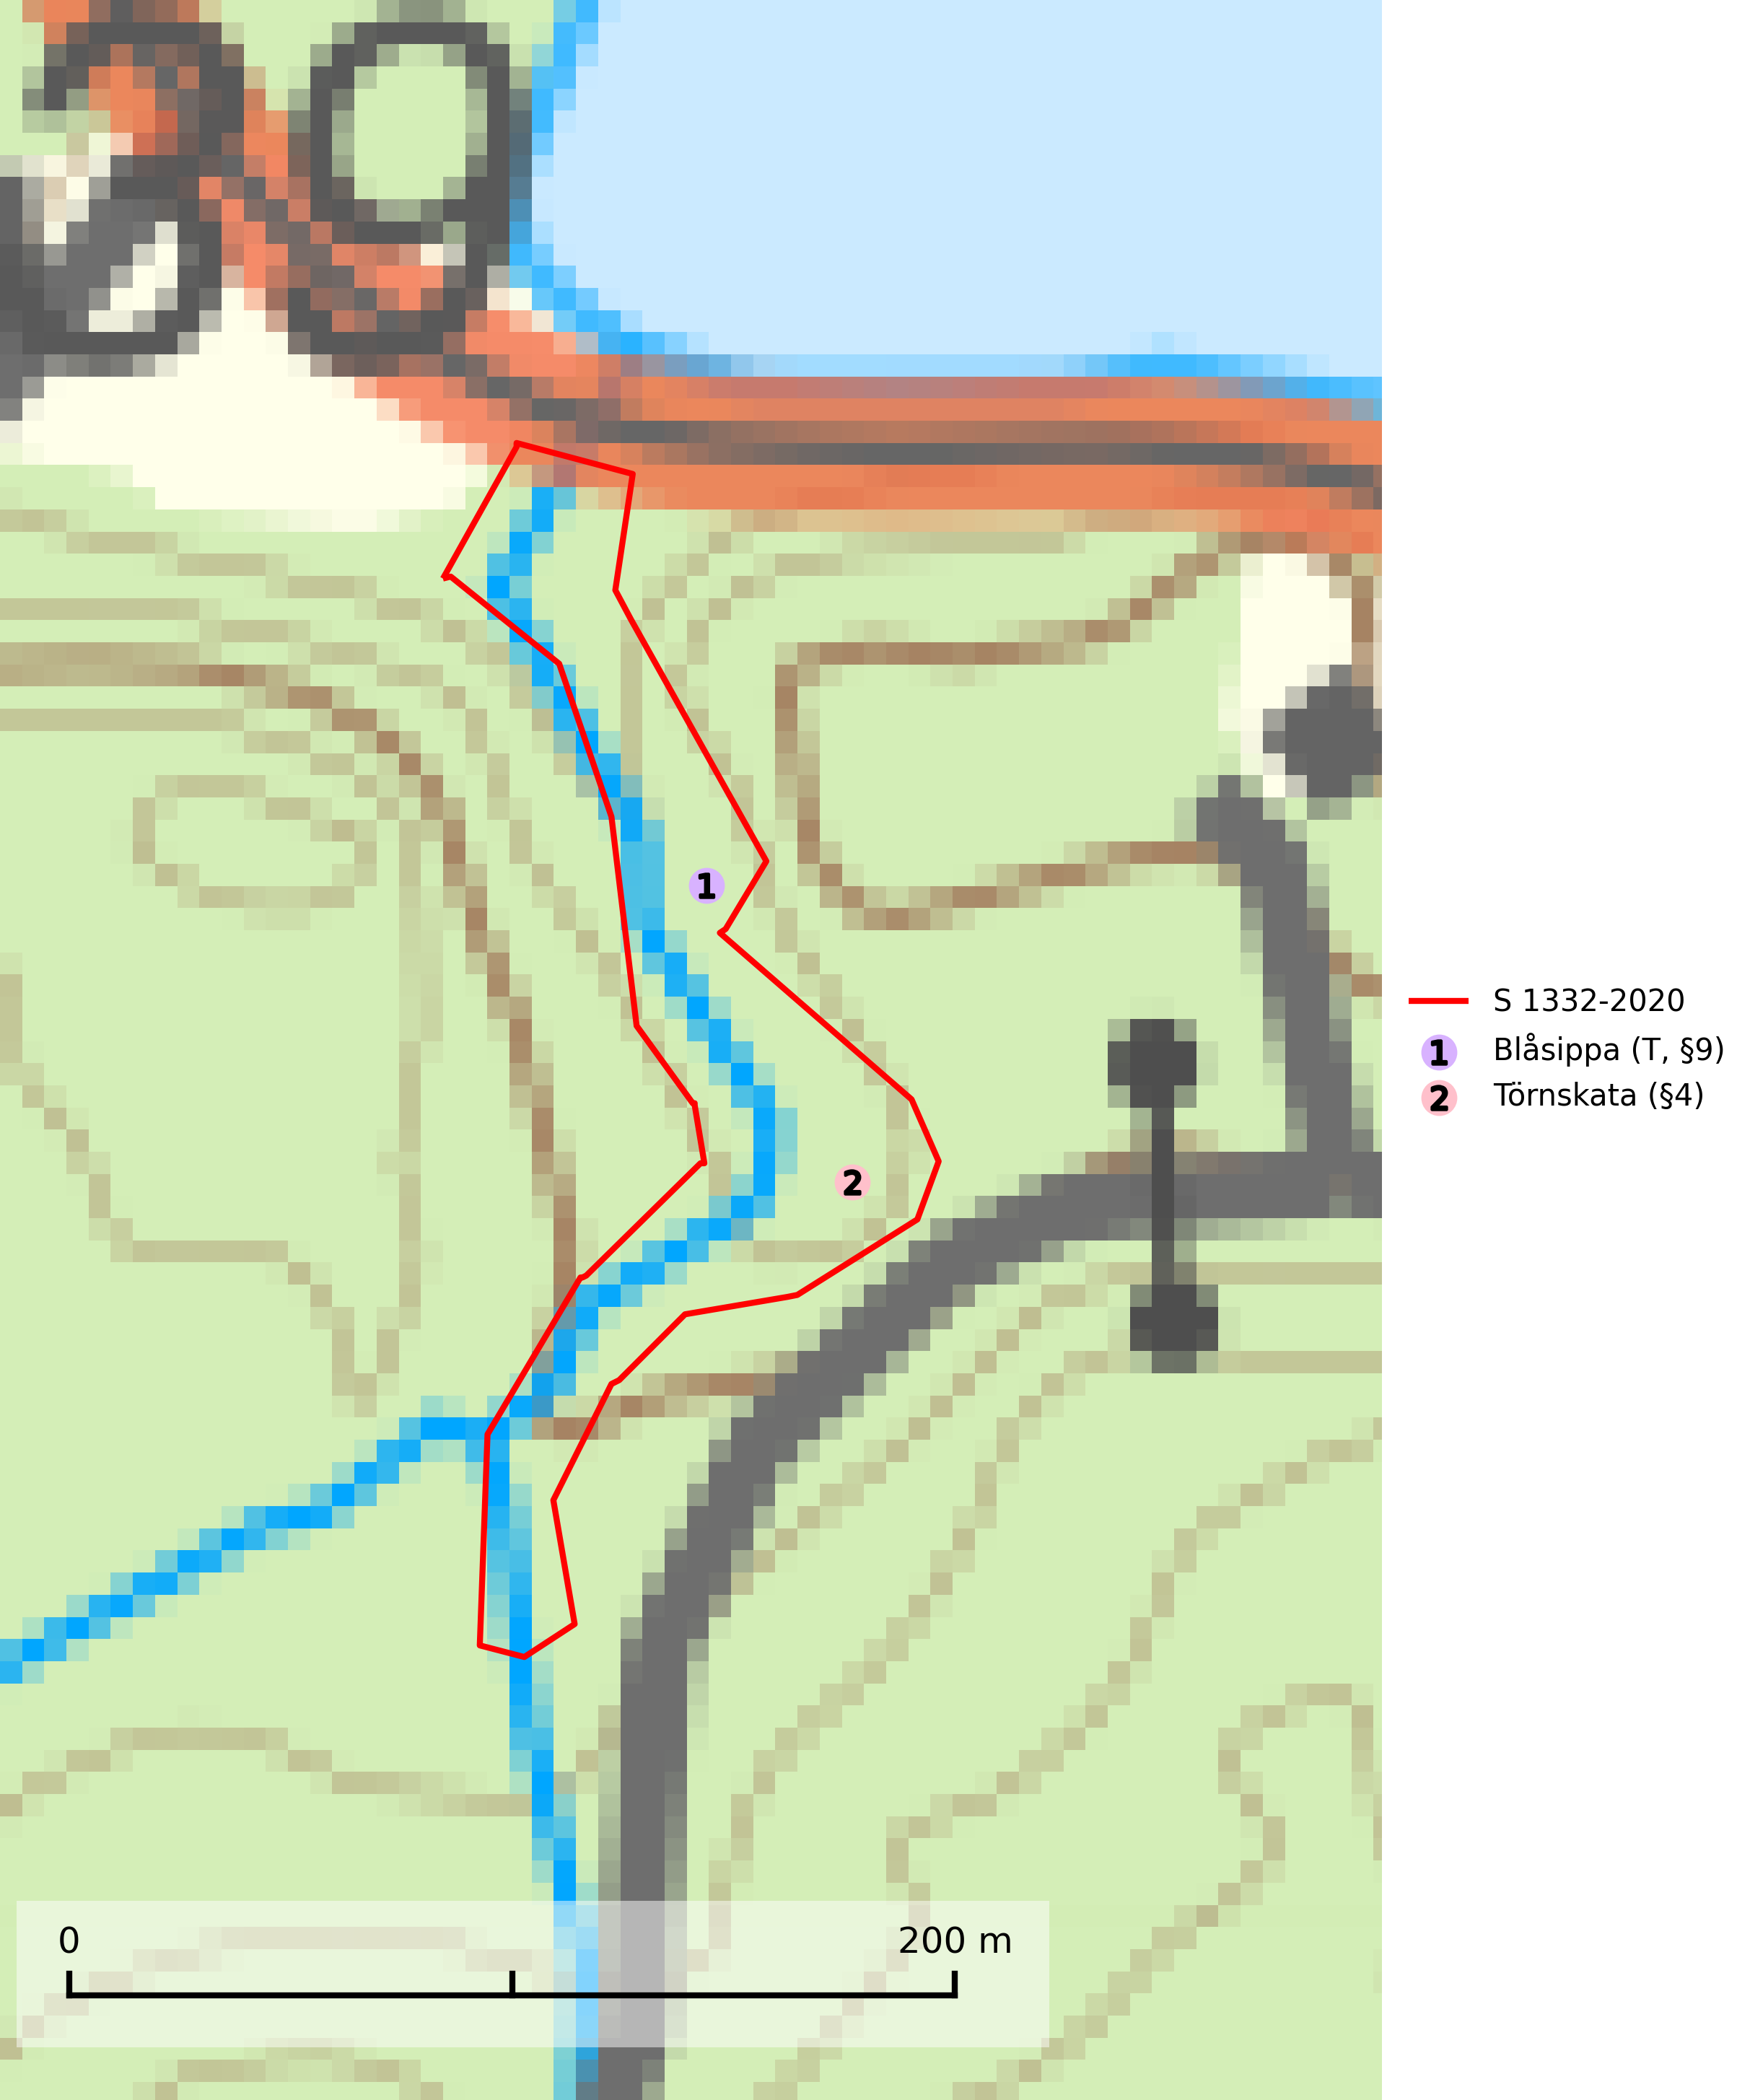 1
2
S 1332-2020
1 Blåsippa (T, §9)
2 Törnskata (§4)
0 200 m